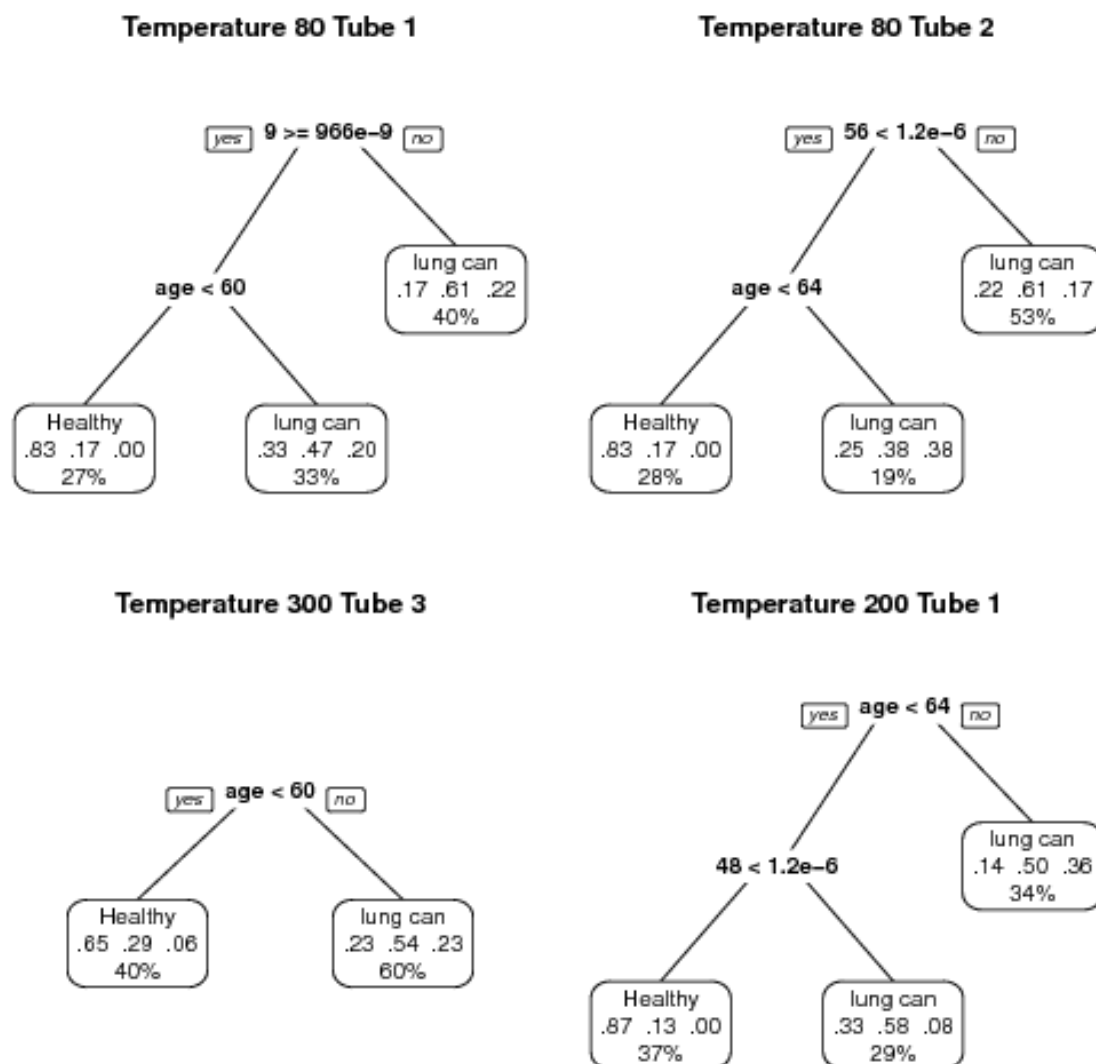 Temperature 80 Tube 1
yes 9 >= 966e−9 no
age < 60
lung can
.17 .61 .22
40%
Healthy
.83 .17 .00
27%
lung can
.33 .47 .20
33%
Temperature 80 Tube 2
yes 56 < 1.2e−6 no
age < 64
lung can
.22 .61 .17
53%
Healthy
.83 .17 .00
28%
lung can
.25 .38 .38
19%
Temperature 300 Tube 3
yes age < 60 no
Healthy
.65 .29 .06
40%
lung can
.23 .54 .23
60%
Temperature 200 Tube 1
yes age < 64 no
48 < 1.2e−6
lung can
.14 .50 .36
34%
Healthy
.87 .13 .00
37%
lung can
.33 .58 .08
29%